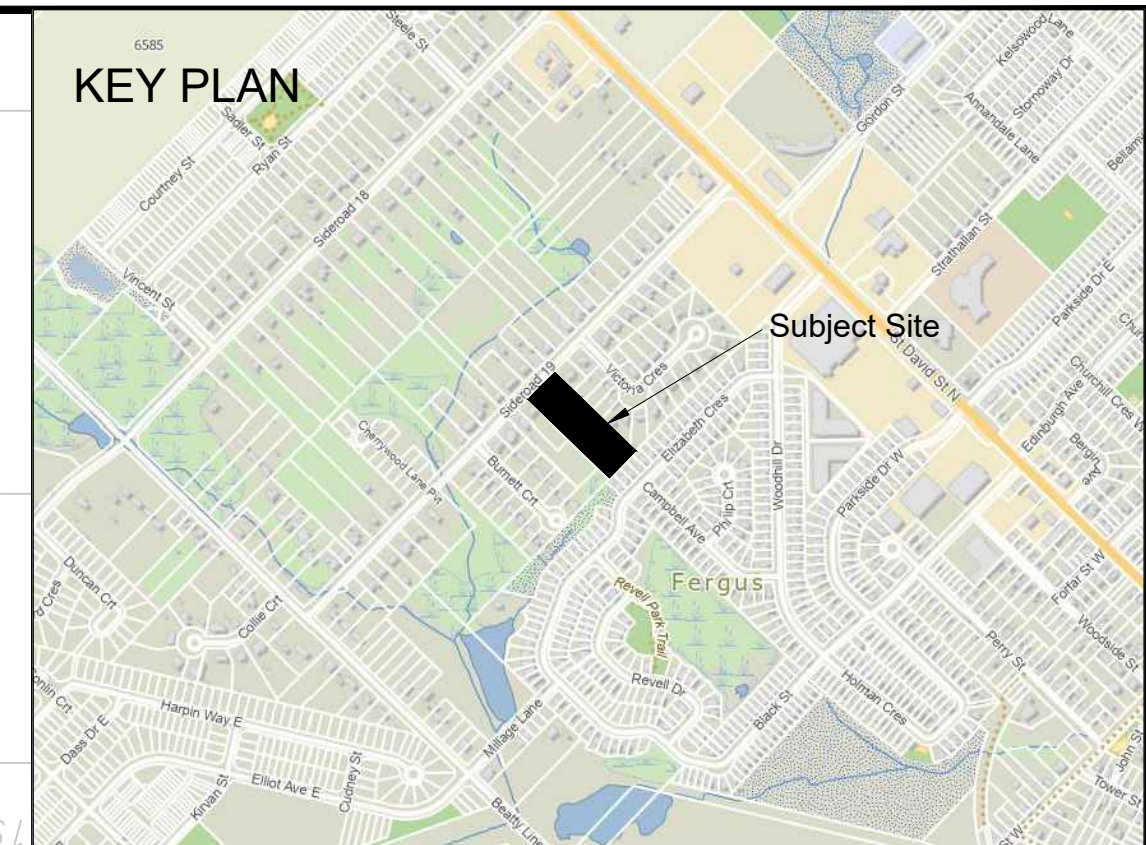 6585
KEY PLAN
Steele St
Sadler St
Ryan St
Courtney St
Sideroad 18
Vincent St
Gordon St
Kelsowood Lane
Stornoway Dr
Annandale Lane
Strathallan St
Parkside Dr E
Subject Site
St David St N
Victoria Cres
Sideroad 19
Elizabeth Cres
Churchill Cres W
Edinburgh Ave
Bergin Ave
Cherrywood Lane Pvt
Burnett Crt
Campbell Ave
Philip Crt
Woodhill Dr
Parkside Dr W
Fergus
Forfar St W
Woodside St
Duncan Crt
Collie Crt
Revell Park Trail
Revell Dr
Perry St
Holman Cres
Black St
Harpin Way E
Dass Dr E
Millage Lane
John St
Tower St
Elliot Ave E
Cudney St
Kirvan St
Beatty Line
St W